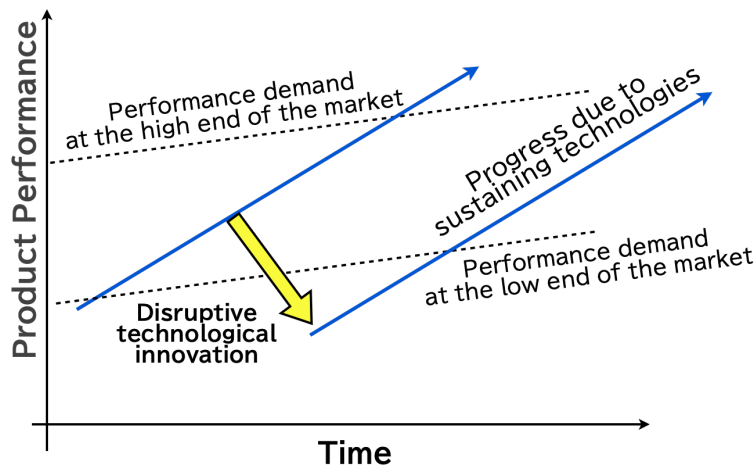 Product Performance
Performance demand
at the high end of the market
Progress due to
sustaining technologies
Performance demand
at the low end of the market
Disruptive
technological
innovation
Time